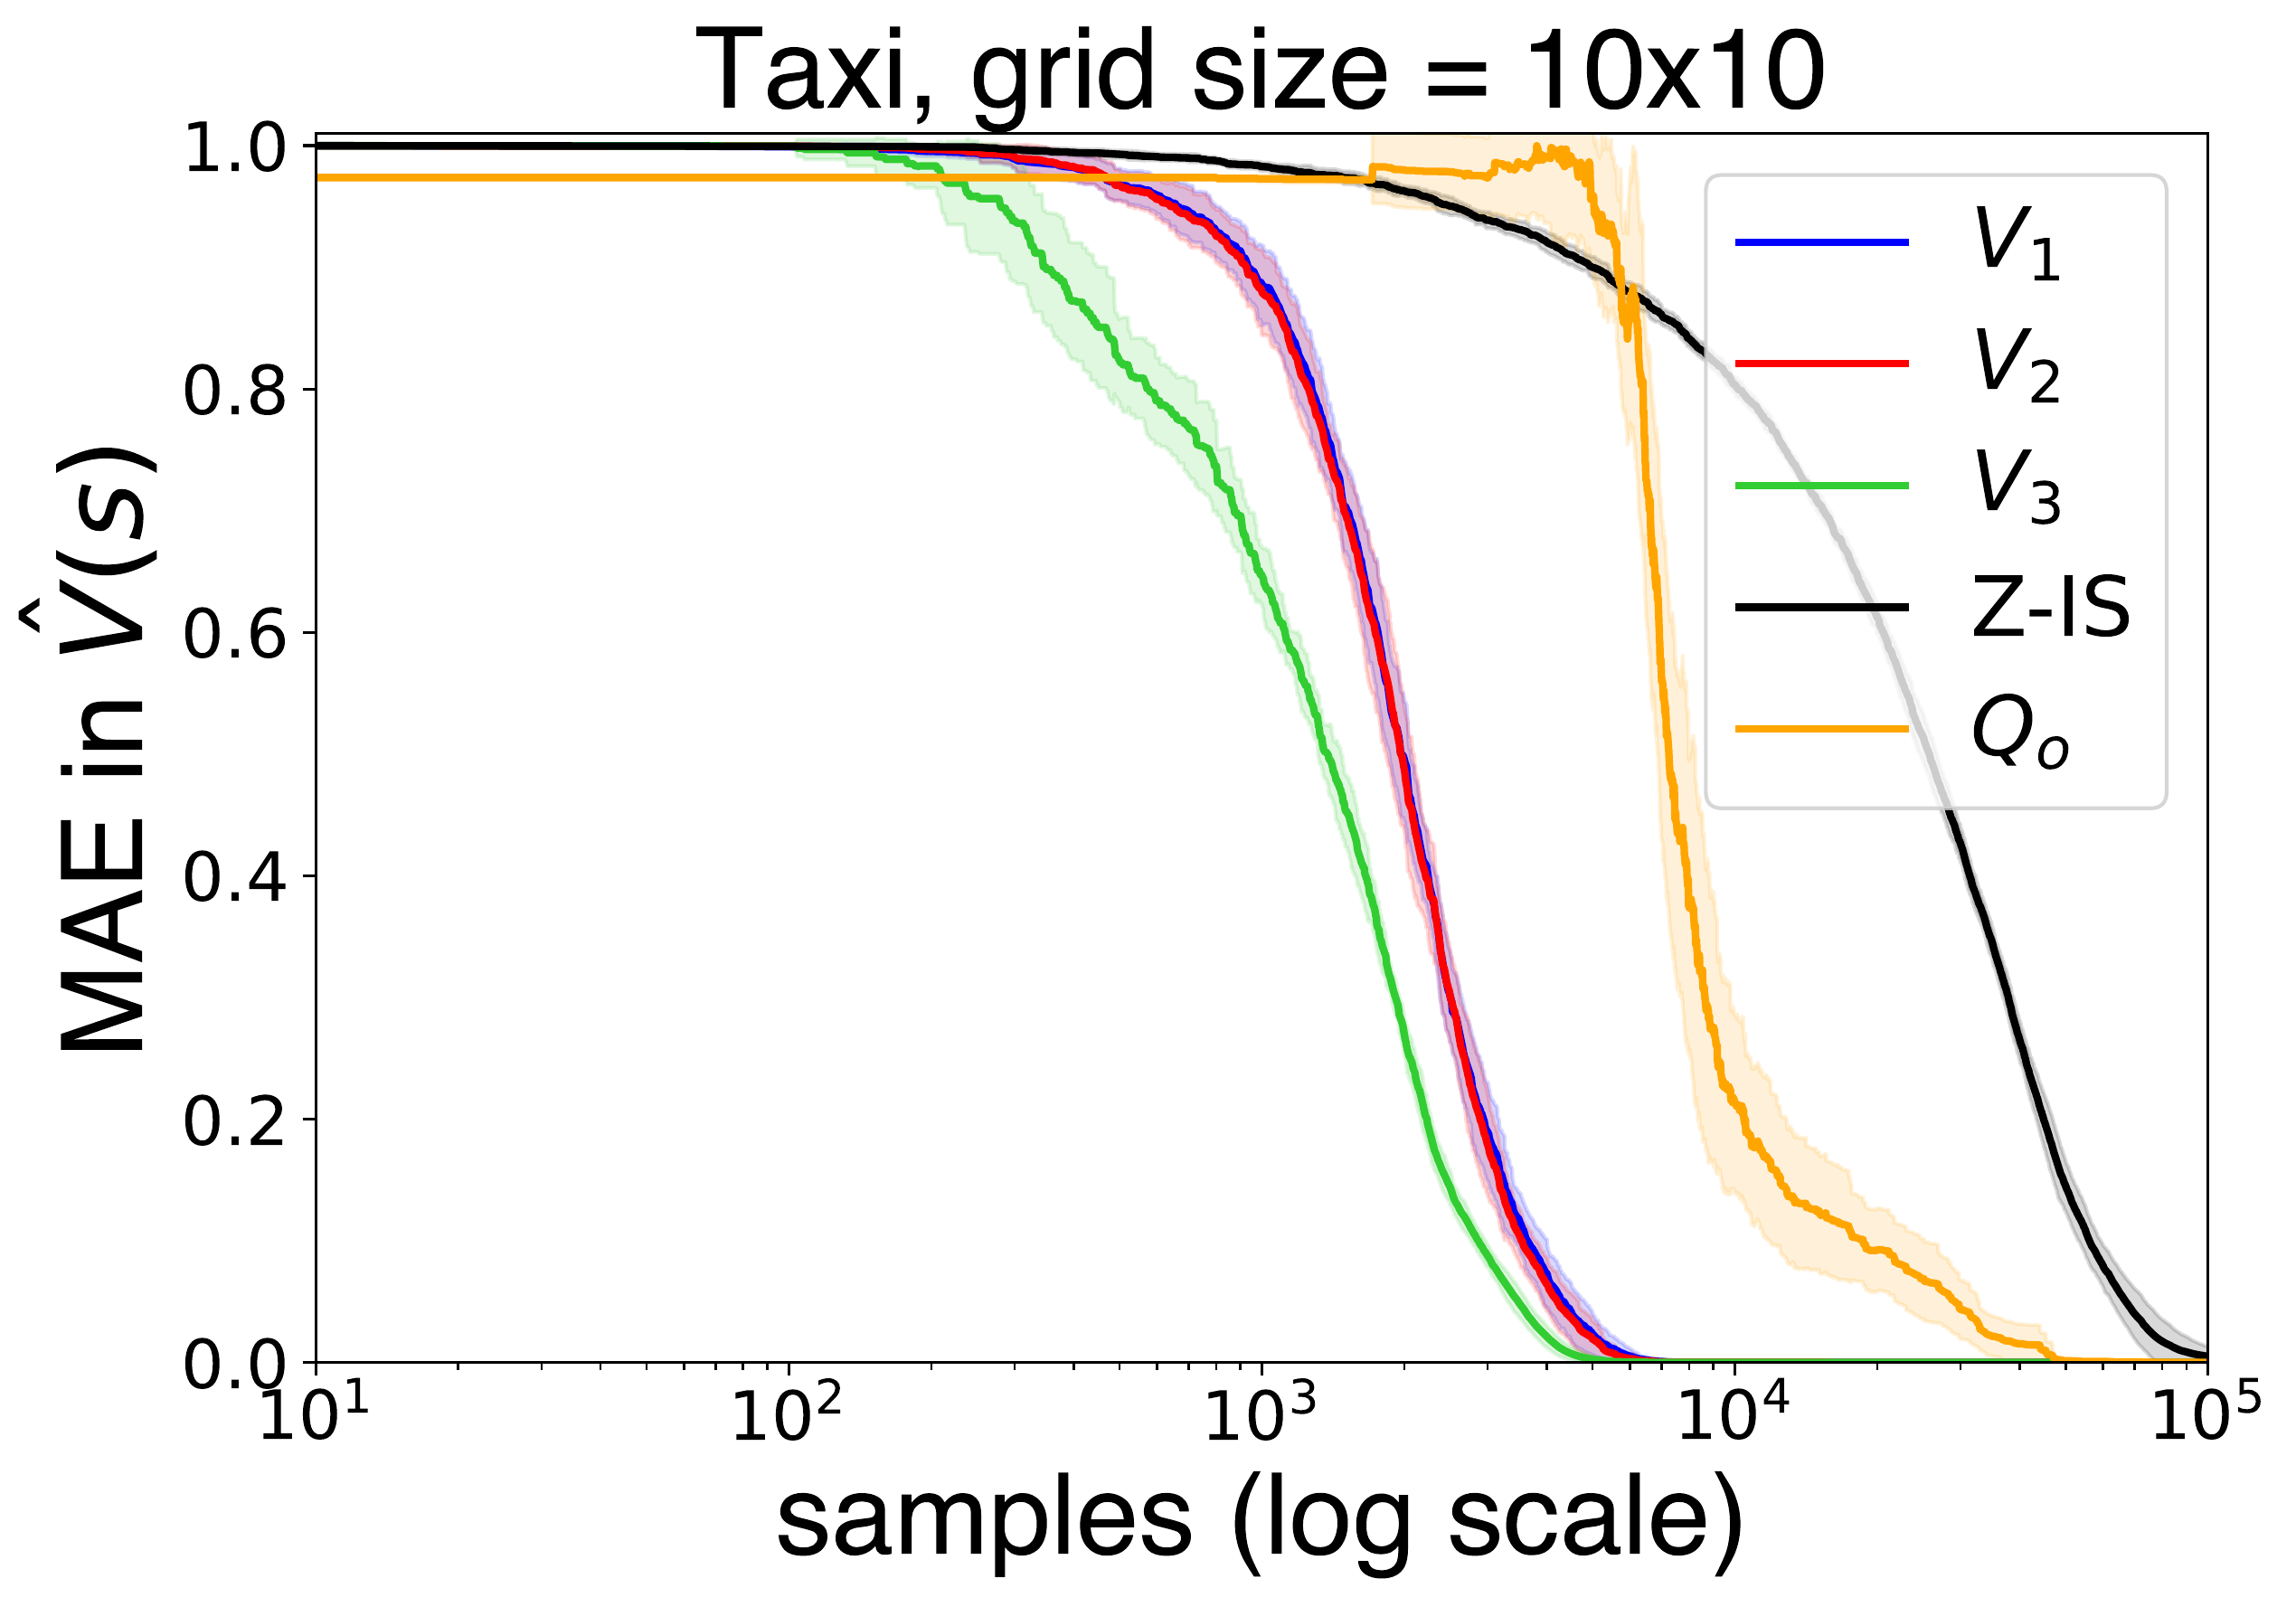 Taxi, grid size = 10x10
MAE in V̂(s)
1.0
0.8
0.6
0.4
0.2
0.0
10¹ 10² 10³ 10⁴ 10⁵
samples (log scale)
V₁
V₂
V₃
Z-IS
Qₒ